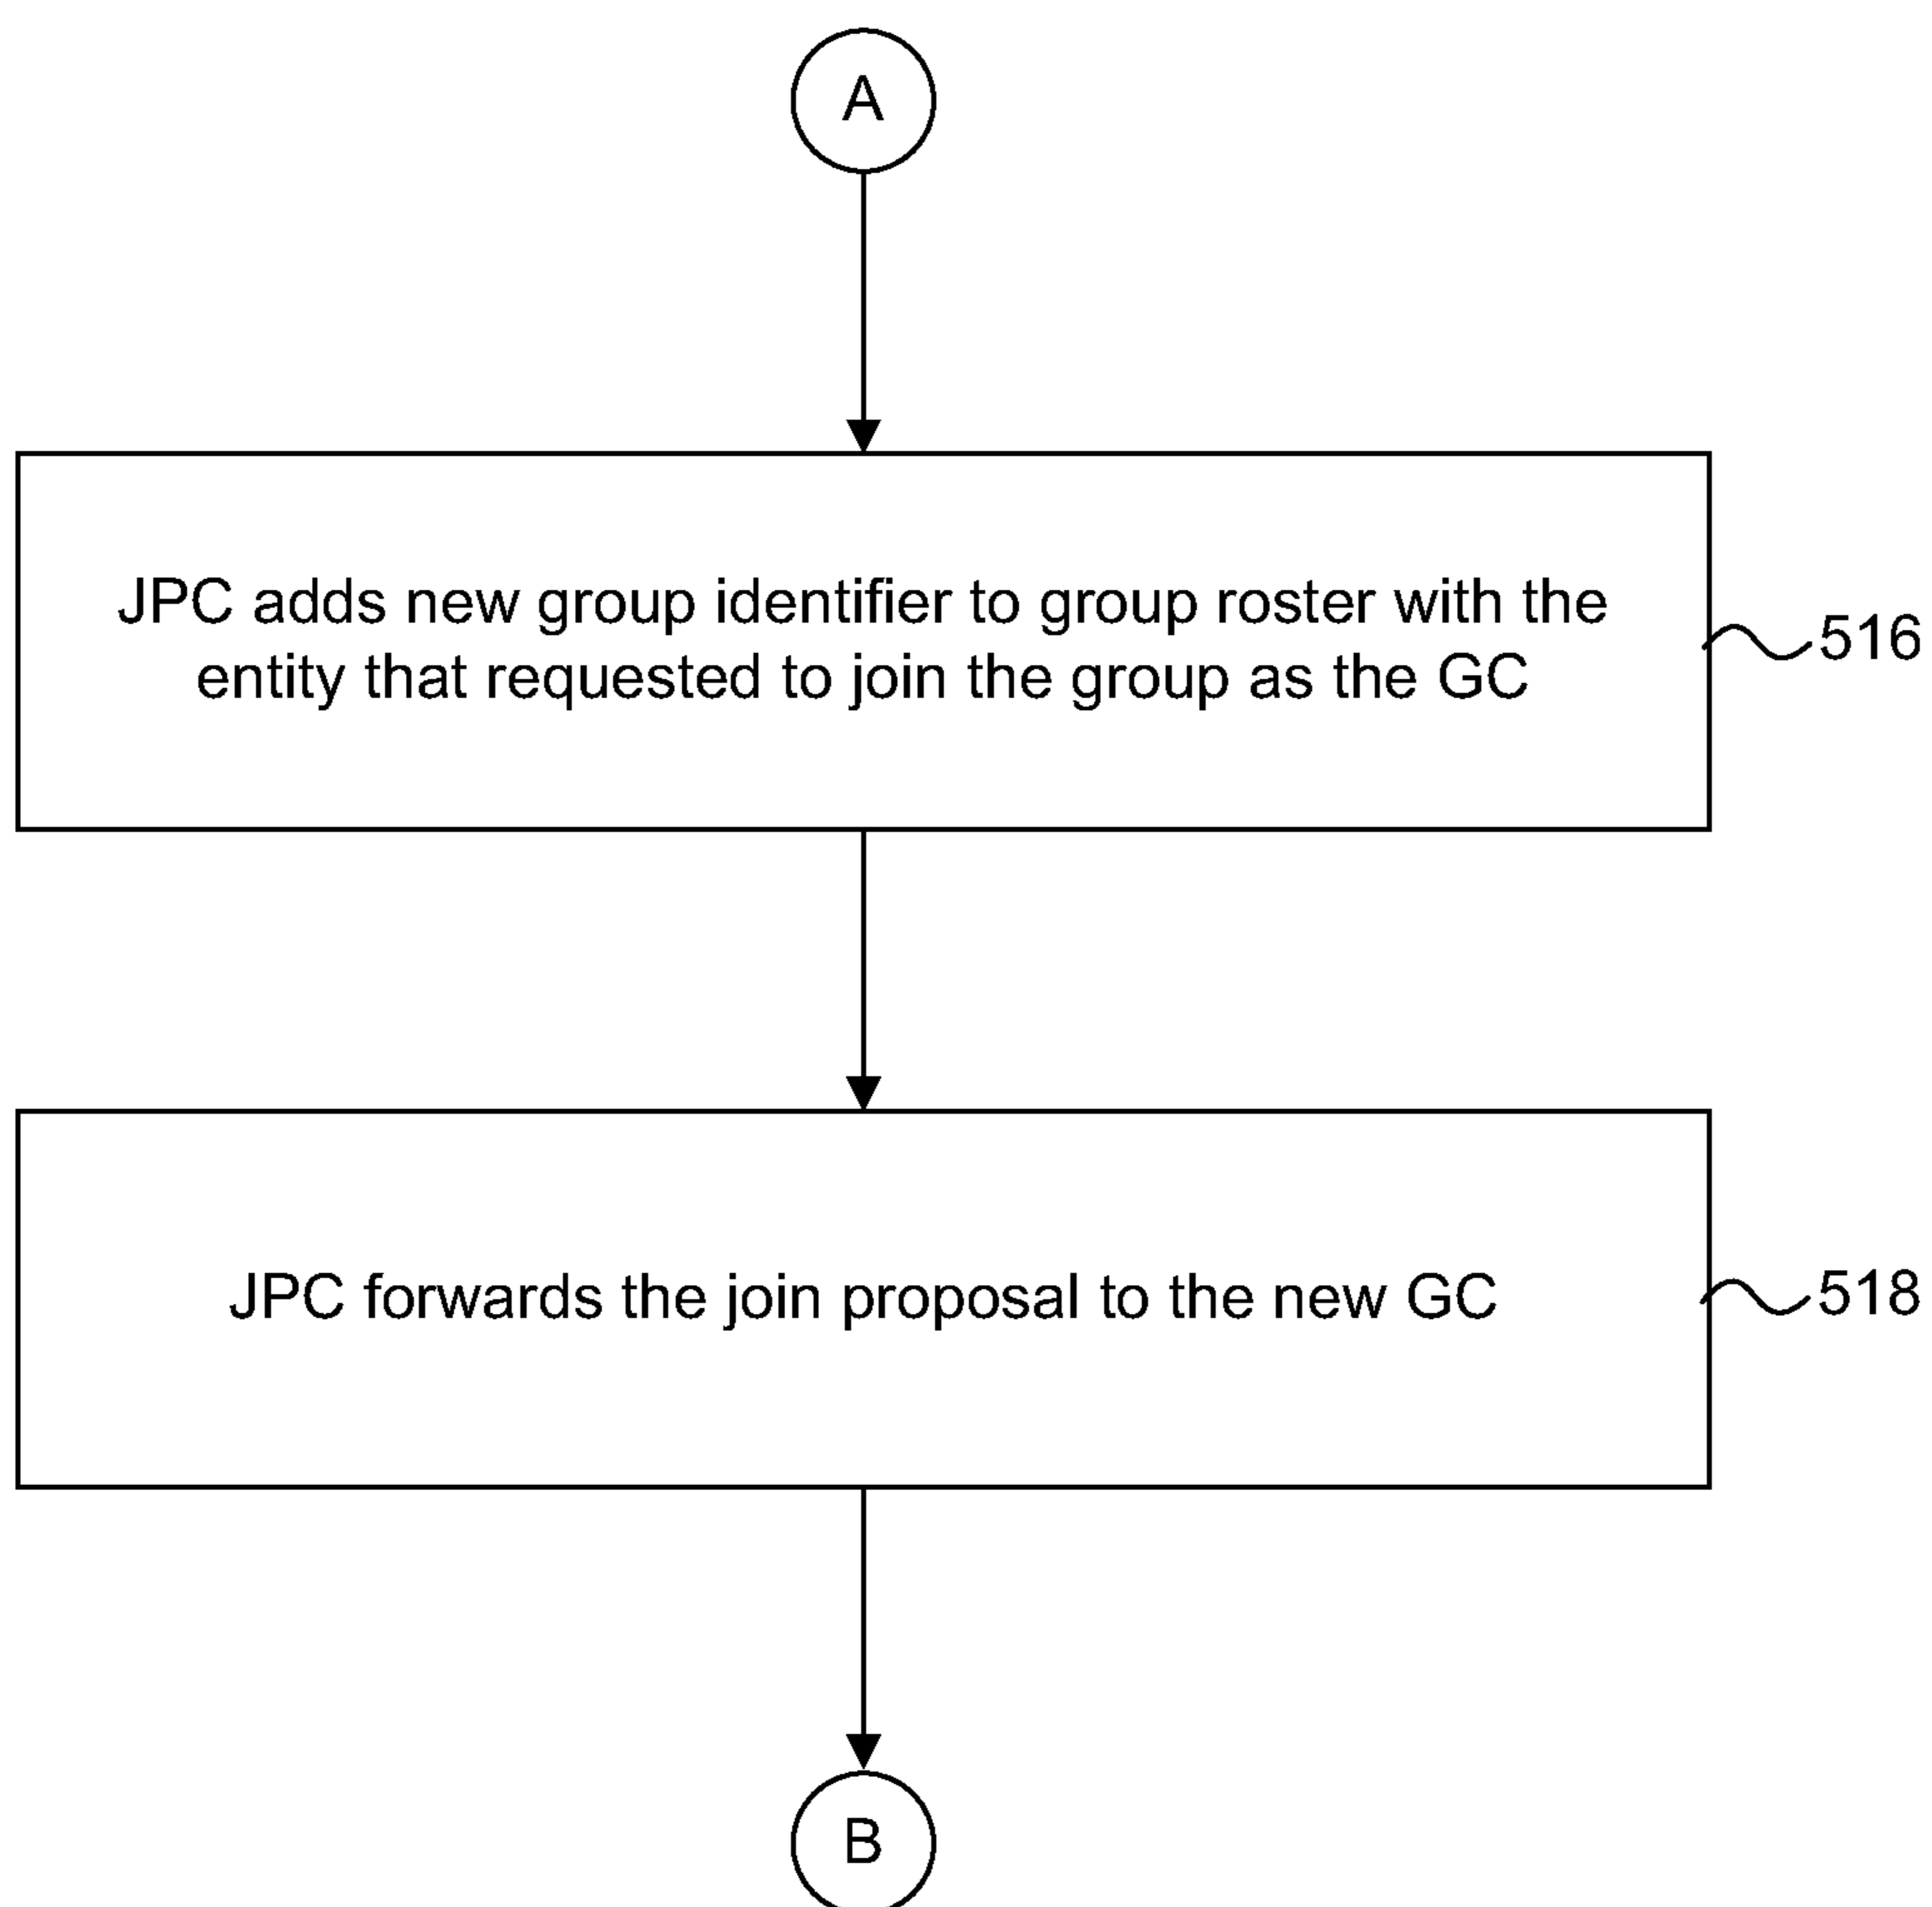 A
JPC adds new group identifier to group roster with the
entity that requested to join the group as the GC
516
JPC forwards the join proposal to the new GC
518
B